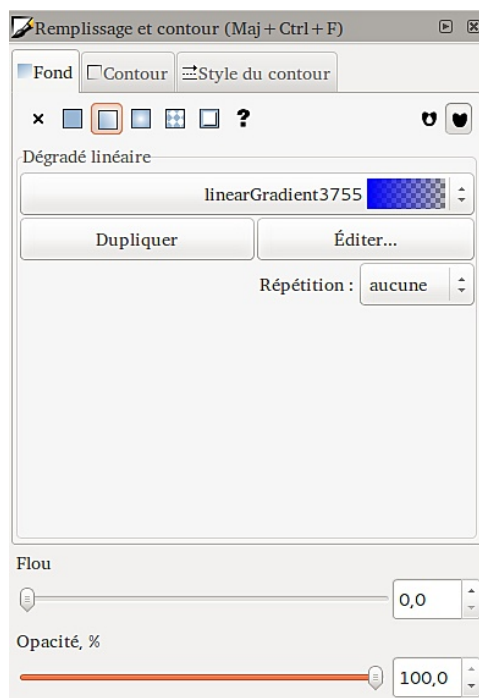 Remplissage et contour (Maj+Ctrl+F)
Fond Contour Style du contour
?
Dégradé linéaire
linearGradient3755
Dupliquer Éditer...
Répétition : aucune
Flou
0,0
Opacité, %
100,0